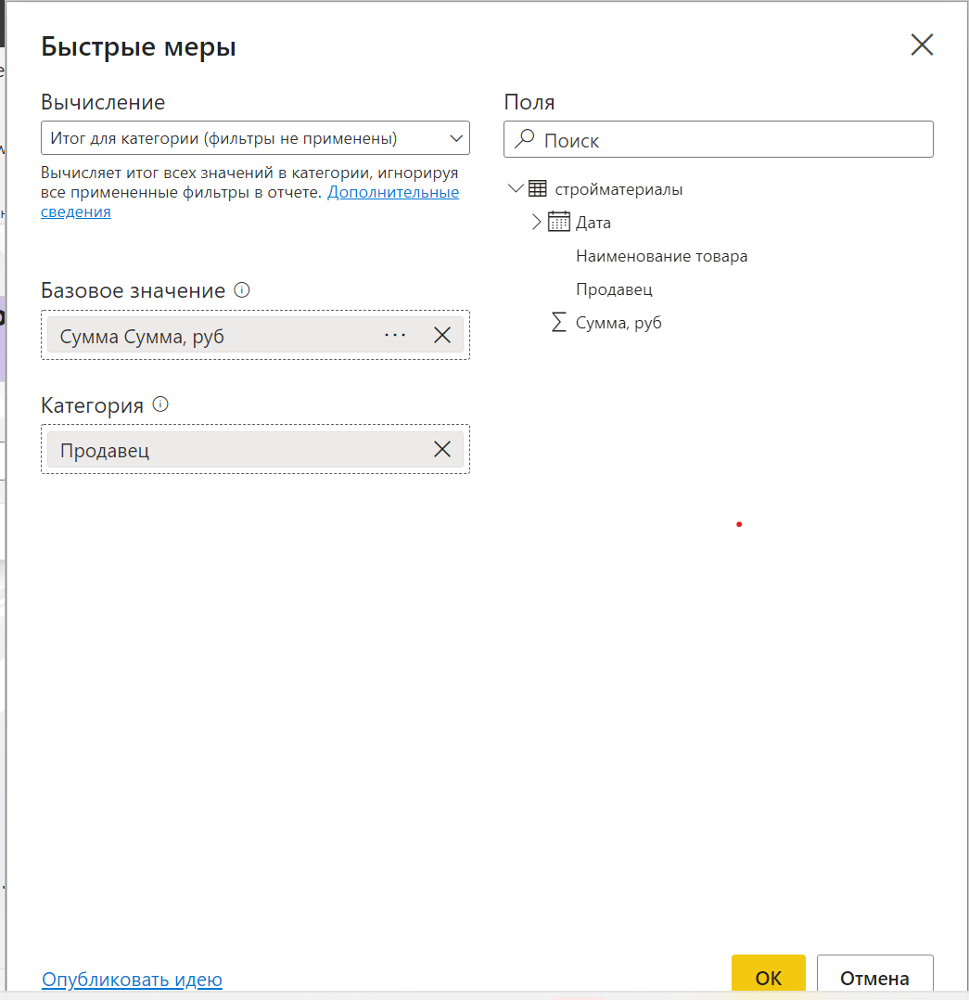 Быстрые меры
Вычисление
Итог для категории (фильтры не применены)
Вычисляет итог всех значений в категории, игнорируя
все примененные фильтры в отчете. Дополнительные
сведения
Базовое значение
Сумма Сумма, руб
Категория
Продавец
Поля
Поиск
стройматериалы
Дата
Наименование товара
Продавец
Сумма, руб
Опубликовать идею
ОК
Отмена